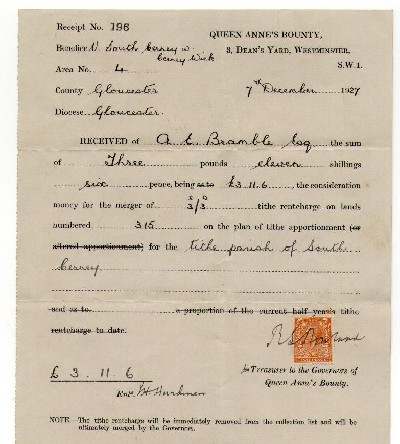 Receipt No. 196
QUEEN ANNE'S BOUNTY,
3, DEAN'S YARD, WESTMINSTER,
S.W.1.
Benefice V. South Cerney w.
Cerney Wick
Area No. 4
County Gloucester
7th December 1927
Diocese Gloucester
RECEIVED of A E Bramble Esq the sum
of Three pounds eleven shillings
six pence, being as to £3.11.6, the consideration
money for the merger of 3/3 tithe rentcharge on lands
s d
numbered 315 on the plan of tithe apportionment (or
altered apportionment) for the tithe parish of South
Cerney
and as to a proportion of the current half year's tithe
rentcharge to date.
£ 3. 11. 6
for Treasurer to the Governors of
Queen Anne's Bounty.
NOTE—The tithe rentcharge will be immediately removed from the collection list and will be
ultimately merged by the Governors.